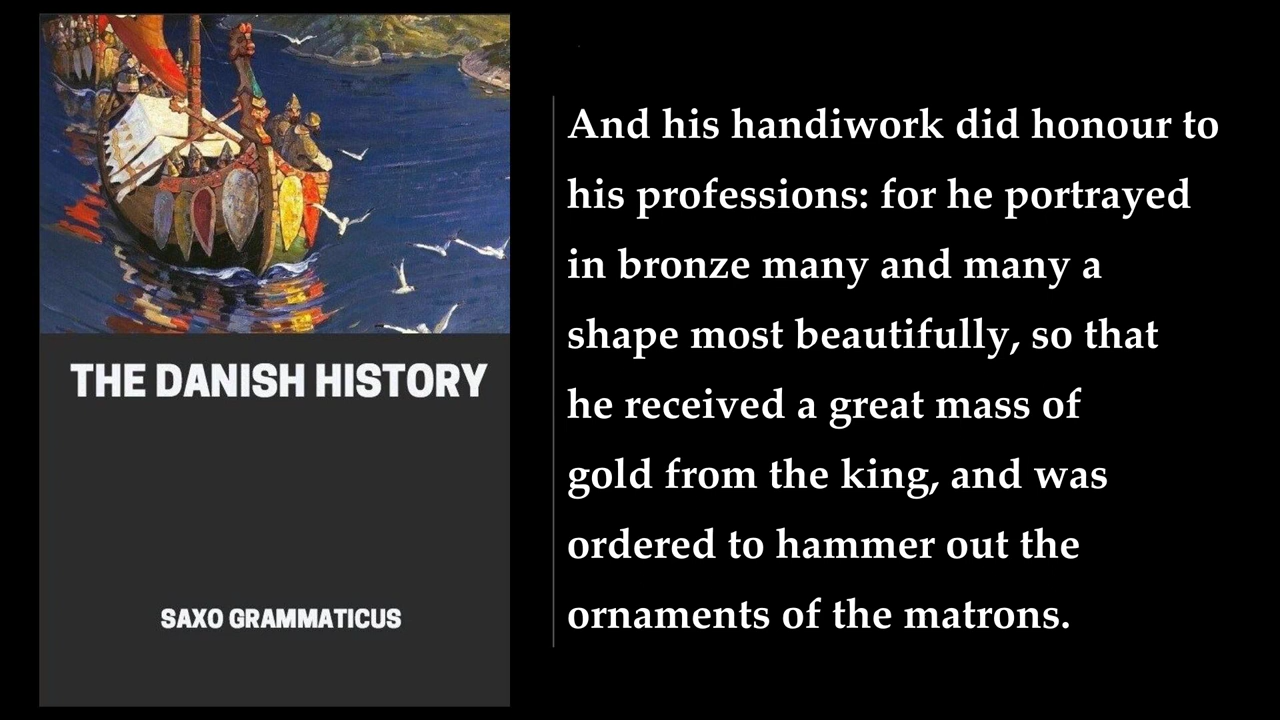 THE DANISH HISTORY
SAXO GRAMMATICUS
And his handiwork did honour to
his professions: for he portrayed
in bronze many and many a
shape most beautifully, so that
he received a great mass of
gold from the king, and was
ordered to hammer out the
ornaments of the matrons.